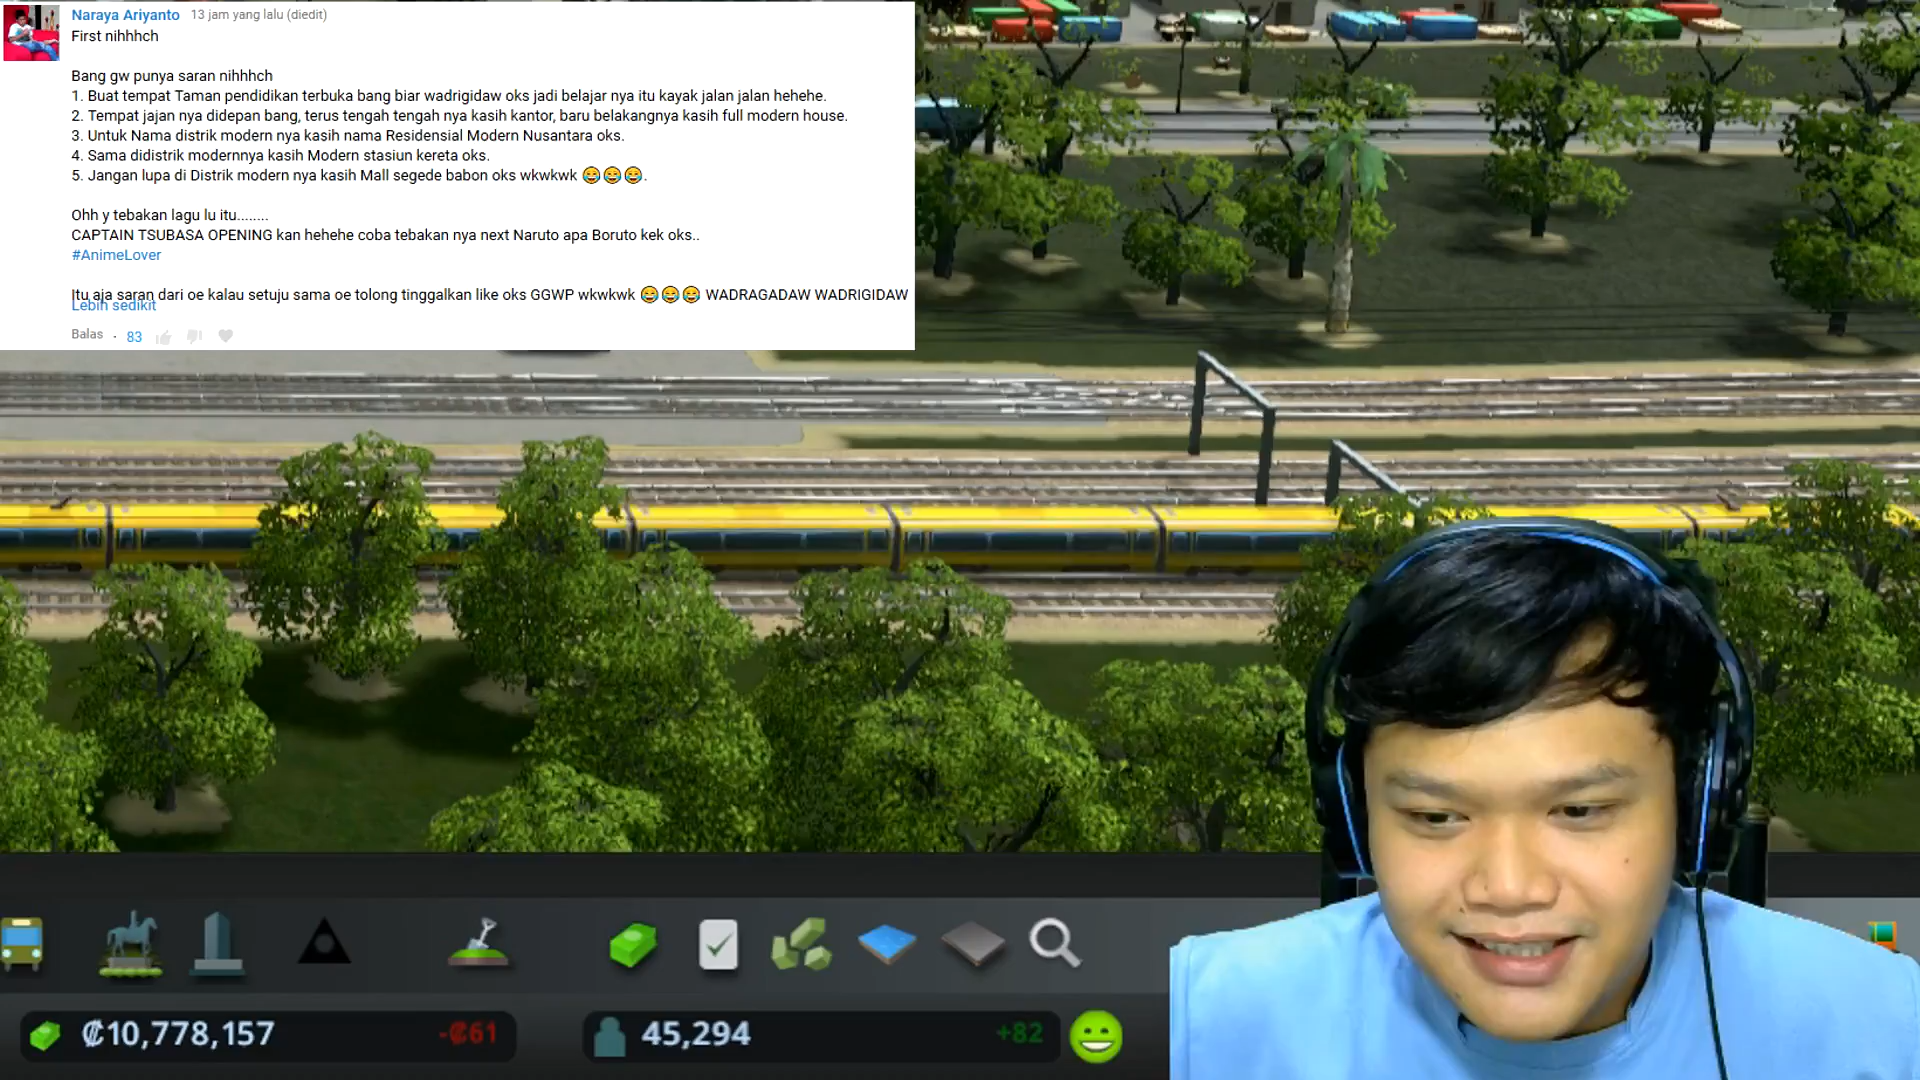 Naraya Ariyanto 13 jam yang lalu (diedit)
First nihhhch
Bang gw punya saran nihhhch
1. Buat tempat Taman pendidikan terbuka bang biar wadrigidaw oks jadi belajar nya itu kayak jalan jalan hehehe.
2. Tempat jajan nya didepan bang, terus tengah tengah nya kasih kantor, baru belakangnya kasih full modern house.
3. Untuk Nama distrik modern nya kasih nama Residensial Modern Nusantara oks.
4. Sama didistrik modernnya kasih Modern stasiun kereta oks.
5. Jangan lupa di Distrik modern nya kasih Mall segede babon oks wkwkwk 😂😂😂.
Ohh y tebakan lagu lu itu........
CAPTAIN TSUBASA OPENING kan hehehe coba tebakan nya next Naruto apa Boruto kek oks..
#AnimeLover
Itu aja saran dari oe kalau setuju sama oe tolong tinggalkan like oks GGWP wkwkwk 😂😂😂 WADRAGADAW WADRIGIDAW
Lebih sedikit
Balas · 83
₡10,778,157 -₡61 45,294 +82